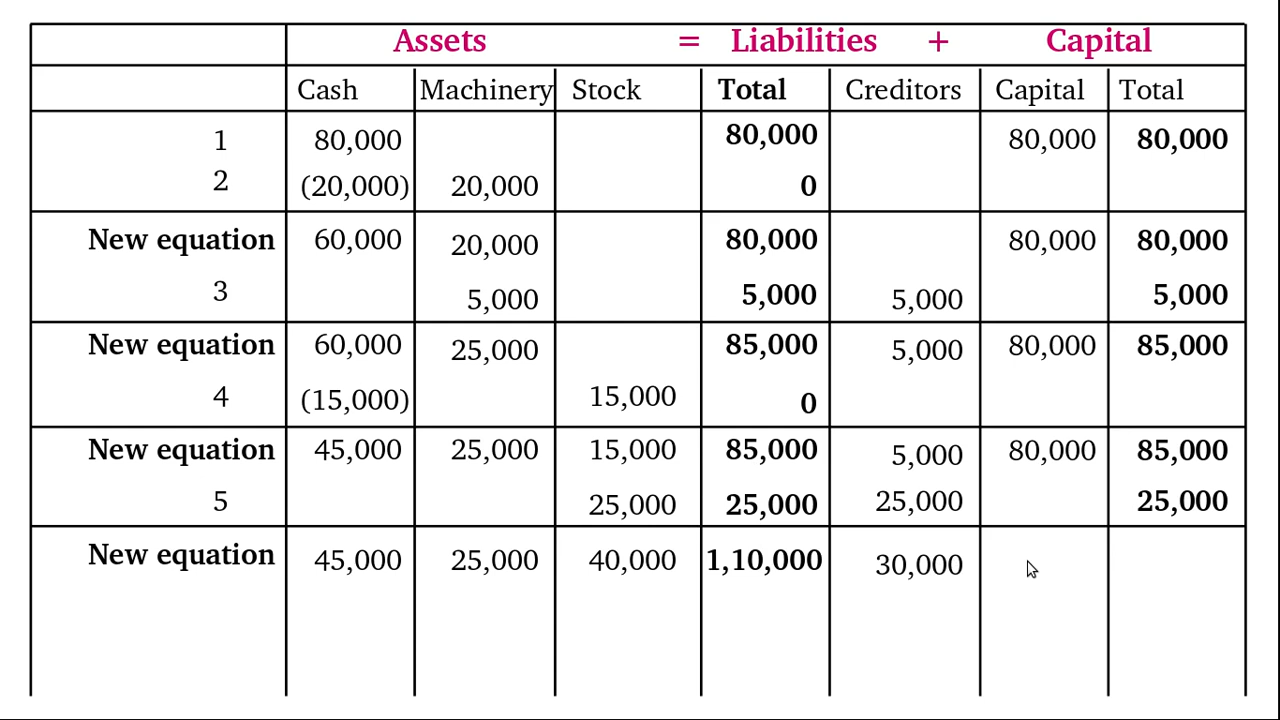 Assets = Liabilities + Capital
Cash Machinery Stock Total Creditors Capital Total
1 80,000 80,000 80,000 80,000
2 (20,000) 20,000 0
New equation 60,000 20,000 80,000 80,000 80,000
3 5,000 5,000 5,000 5,000
New equation 60,000 25,000 85,000 5,000 80,000 85,000
4 (15,000) 15,000 0
New equation 45,000 25,000 15,000 85,000 5,000 80,000 85,000
5 25,000 25,000 25,000 25,000
New equation 45,000 25,000 40,000 1,10,000 30,000